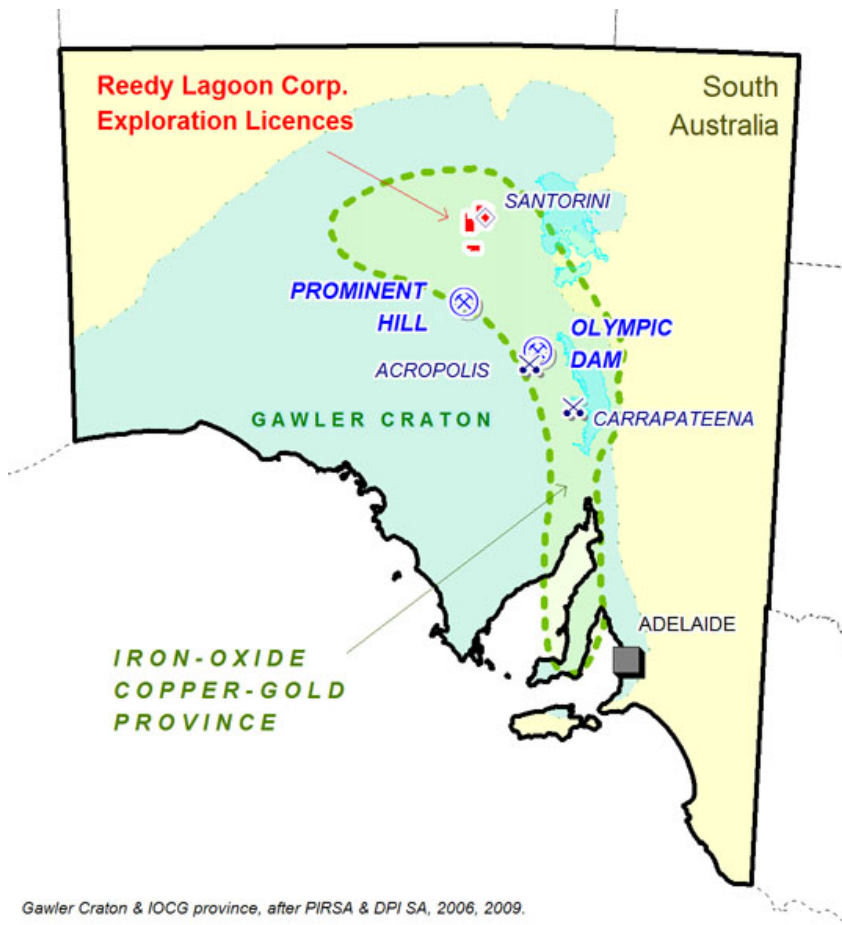 Reedy Lagoon Corp.
Exploration Licences
South
Australia
SANTORINI
PROMINENT
HILL
OLYMPIC
DAM
ACROPOLIS
CARRAPATEENA
GAWLER CRATON
ADELAIDE
IRON-OXIDE
COPPER-GOLD
PROVINCE
Gawler Craton & IOCG province, after PIRSA & DPI SA, 2006, 2009.